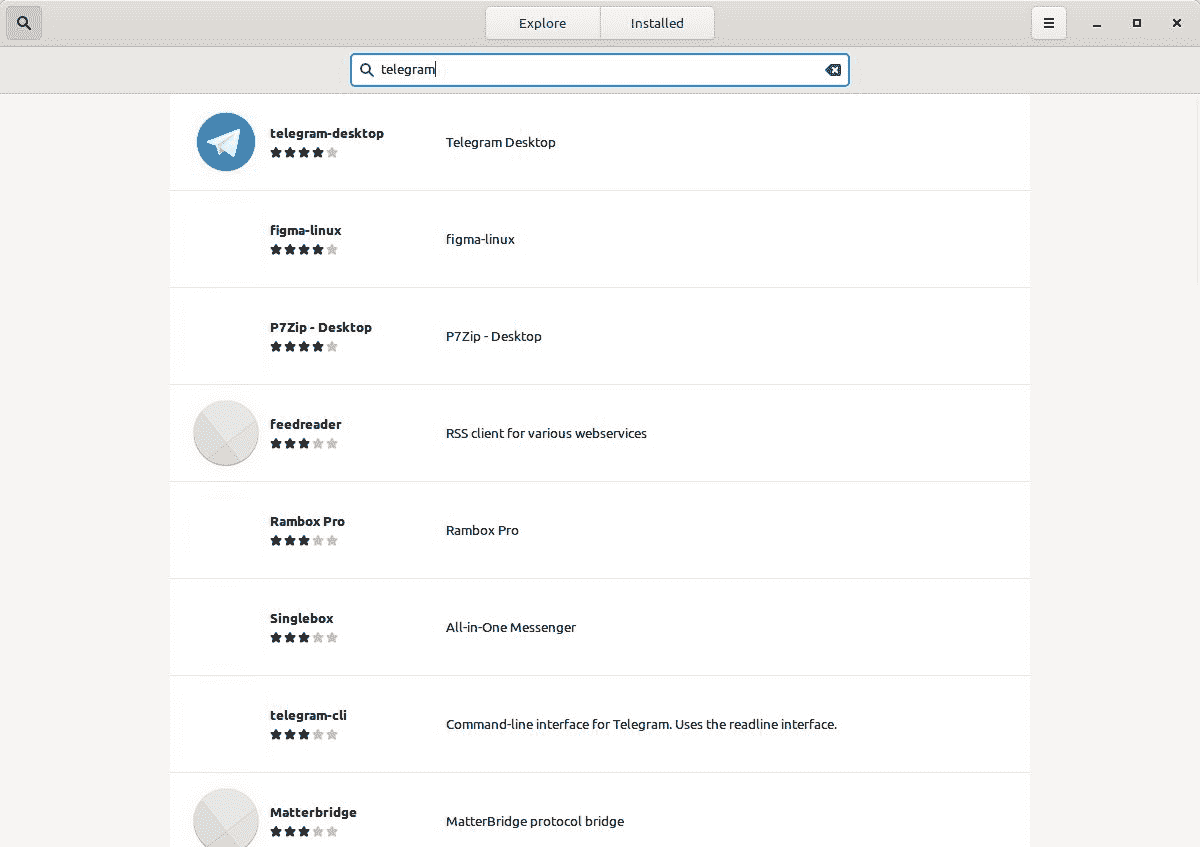 Explore Installed
telegram
telegram-desktop
Telegram Desktop
figma-linux
figma-linux
P7Zip - Desktop
P7Zip - Desktop
feedreader
RSS client for various webservices
Rambox Pro
Rambox Pro
Singlebox
All-in-One Messenger
telegram-cli
Command-line interface for Telegram. Uses the readline interface.
Matterbridge
MatterBridge protocol bridge